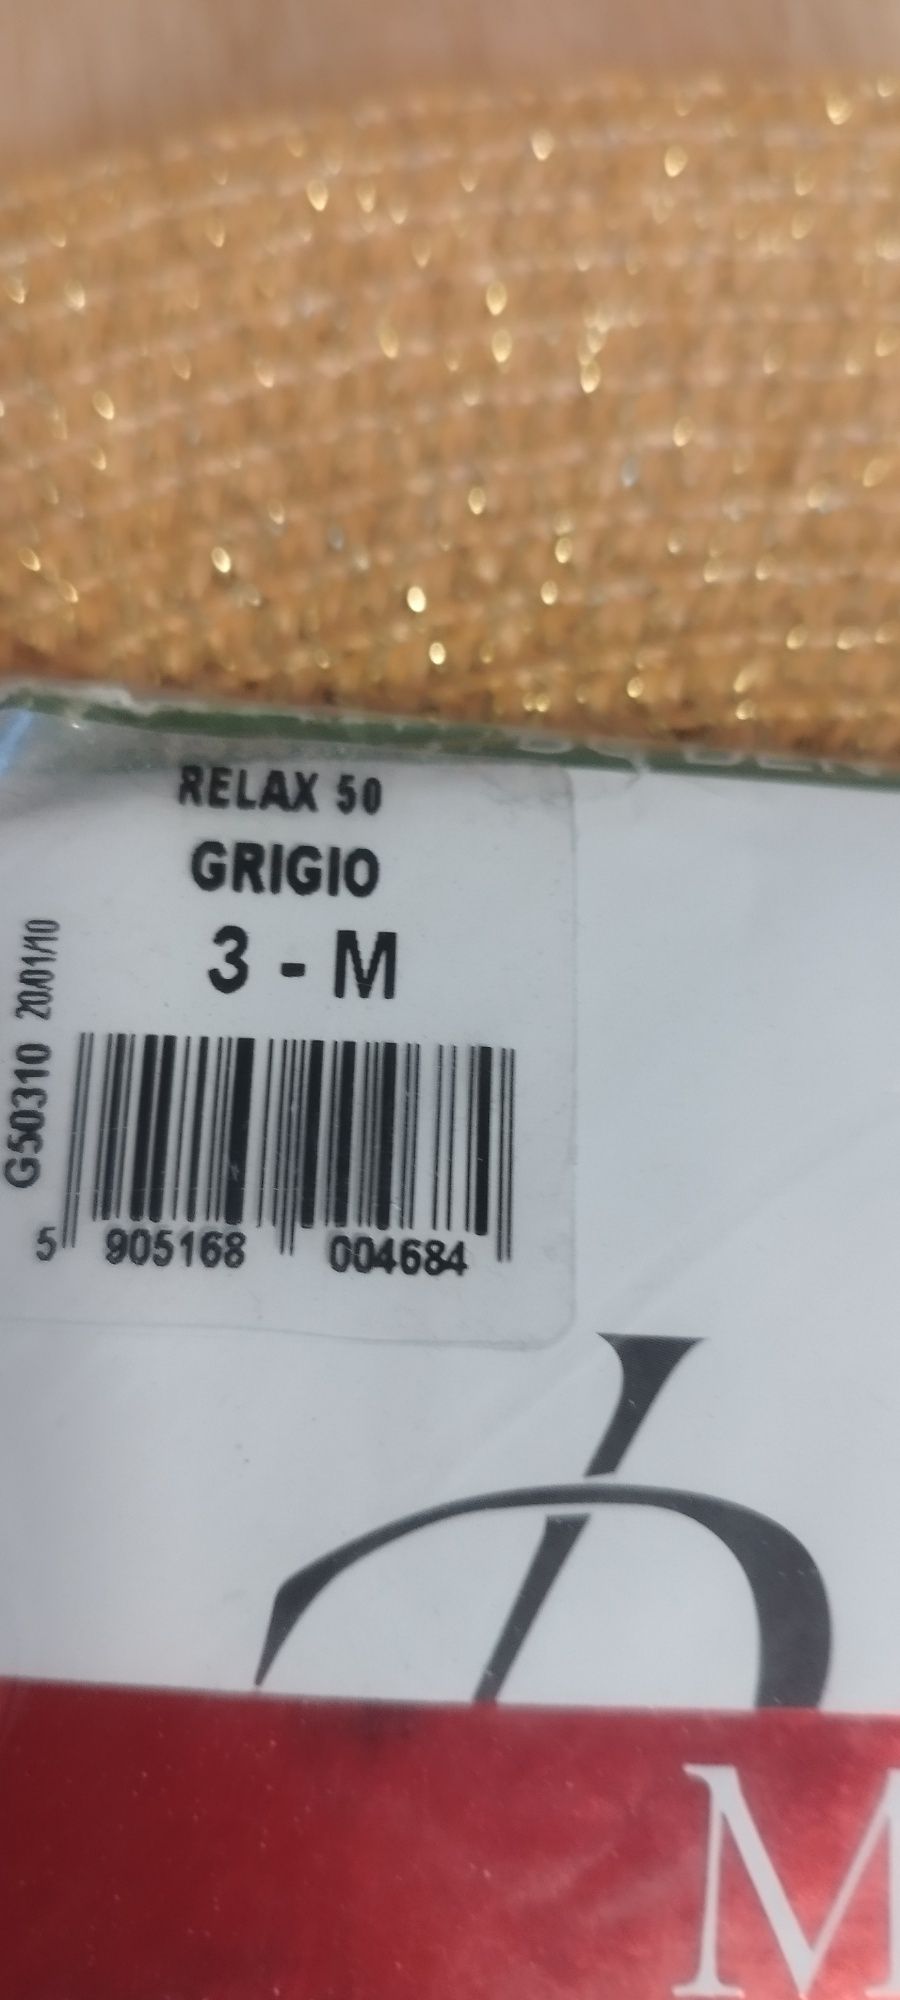 RELAX 50
GRIGIO
3 - M
G50310 20/01/10
5 905168 004684
M